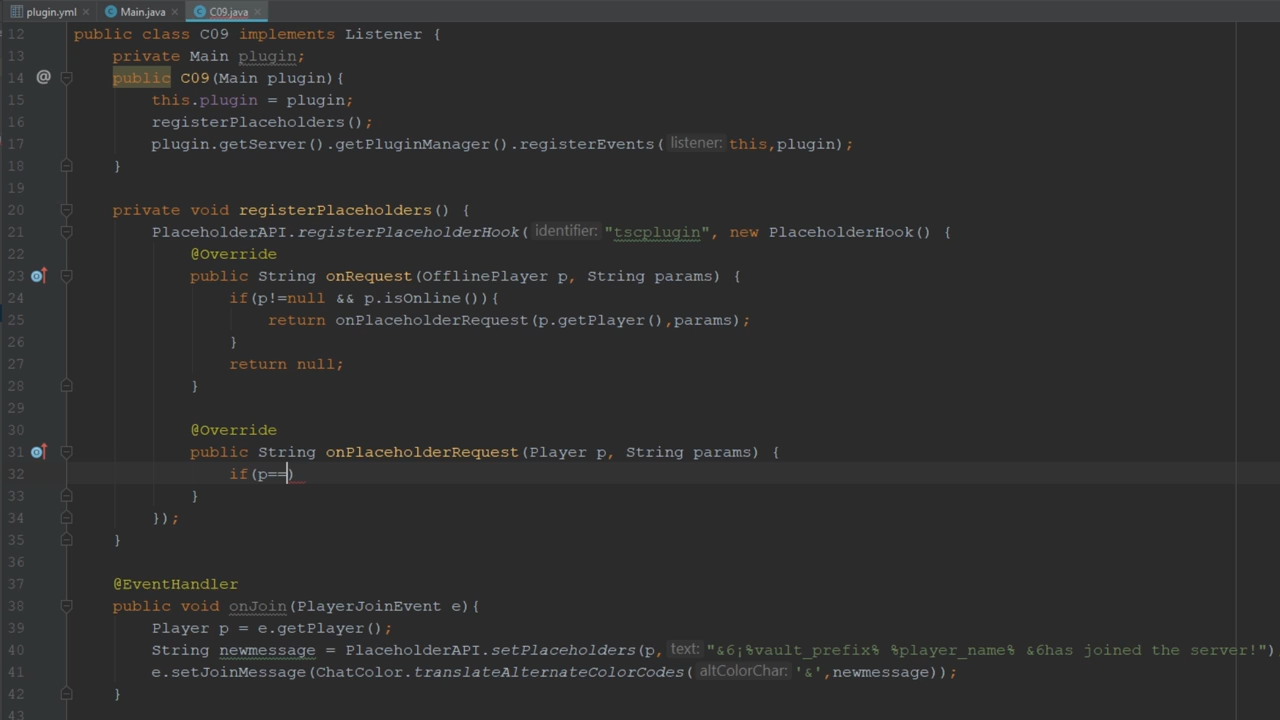 plugin.yml × Main.java × C09.java ×
12 public class C09 implements Listener {
13 private Main plugin;
14 @ public C09(Main plugin){
15 this.plugin = plugin;
16 registerPlaceholders();
17 plugin.getServer().getPluginManager().registerEvents( listener: this,plugin);
18 }
19
20 private void registerPlaceholders() {
21 PlaceholderAPI.registerPlaceholderHook( identifier: "tscplugin", new PlaceholderHook() {
22 @Override
23 public String onRequest(OfflinePlayer p, String params) {
24 if(p!=null && p.isOnline()){
25 return onPlaceholderRequest(p.getPlayer(),params);
26 }
27 return null;
28 }
29
30 @Override
31 public String onPlaceholderRequest(Player p, String params) {
32 if(p==)
33 }
34 });
35 }
36
37 @EventHandler
38 public void onJoin(PlayerJoinEvent e){
39 Player p = e.getPlayer();
40 String newmessage = PlaceholderAPI.setPlaceholders(p, text: "&6¡%vault_prefix% %player_name% &6has joined the server!")
41 e.setJoinMessage(ChatColor.translateAlternateColorCodes( altColorChar: '&',newmessage));
42 }
43